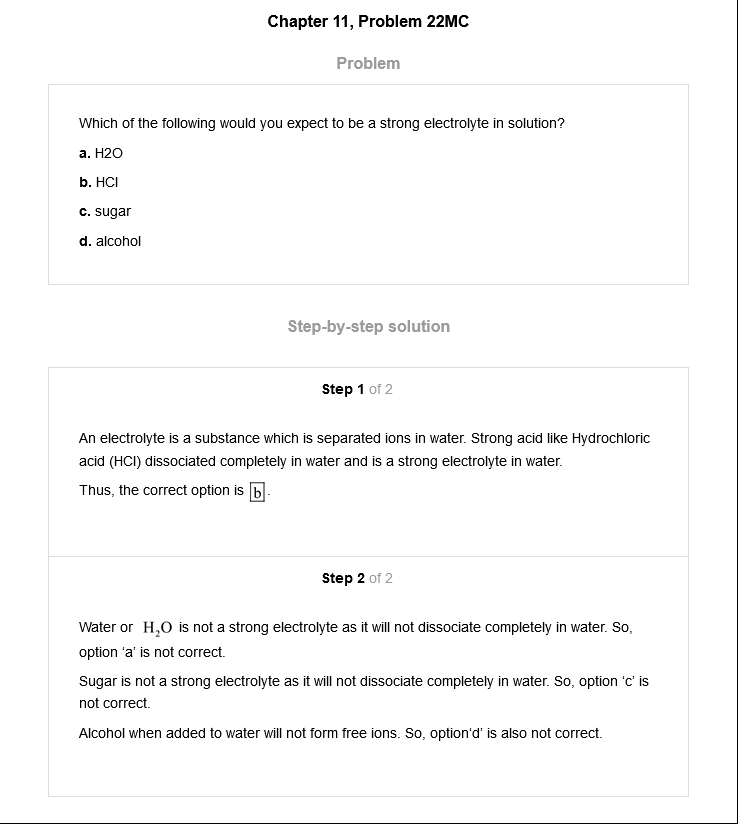 Chapter 11, Problem 22MC
Problem
Which of the following would you expect to be a strong electrolyte in solution?
a. H2O
b. HCl
c. sugar
d. alcohol
Step-by-step solution
Step 1 of 2
An electrolyte is a substance which is separated ions in water. Strong acid like Hydrochloric
acid (HCl) dissociated completely in water and is a strong electrolyte in water.
Thus, the correct option is b.
Step 2 of 2
Water or H₂O is not a strong electrolyte as it will not dissociate completely in water. So,
option ‘a’ is not correct.
Sugar is not a strong electrolyte as it will not dissociate completely in water. So, option ‘c’ is
not correct.
Alcohol when added to water will not form free ions. So, option‘d’ is also not correct.